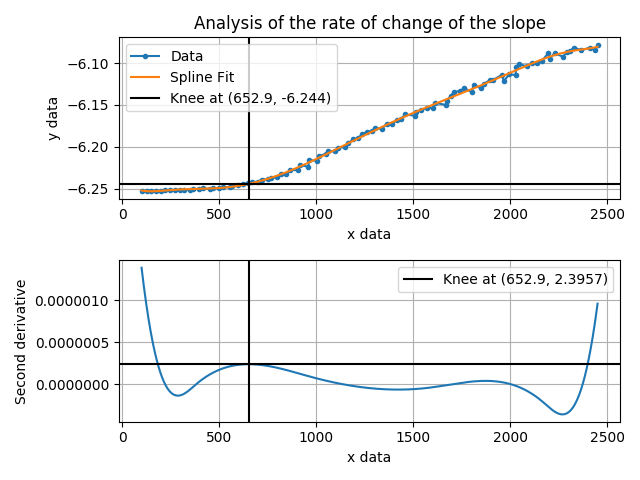 Analysis of the rate of change of the slope
Data
Spline Fit
Knee at (652.9, -6.244)
y data
−6.10
−6.15
−6.20
−6.25
0
500
1000
1500
2000
2500
x data
Knee at (652.9, 2.3957)
Second derivative
0.0000010
0.0000005
0.0000000
0
500
1000
1500
2000
2500
x data